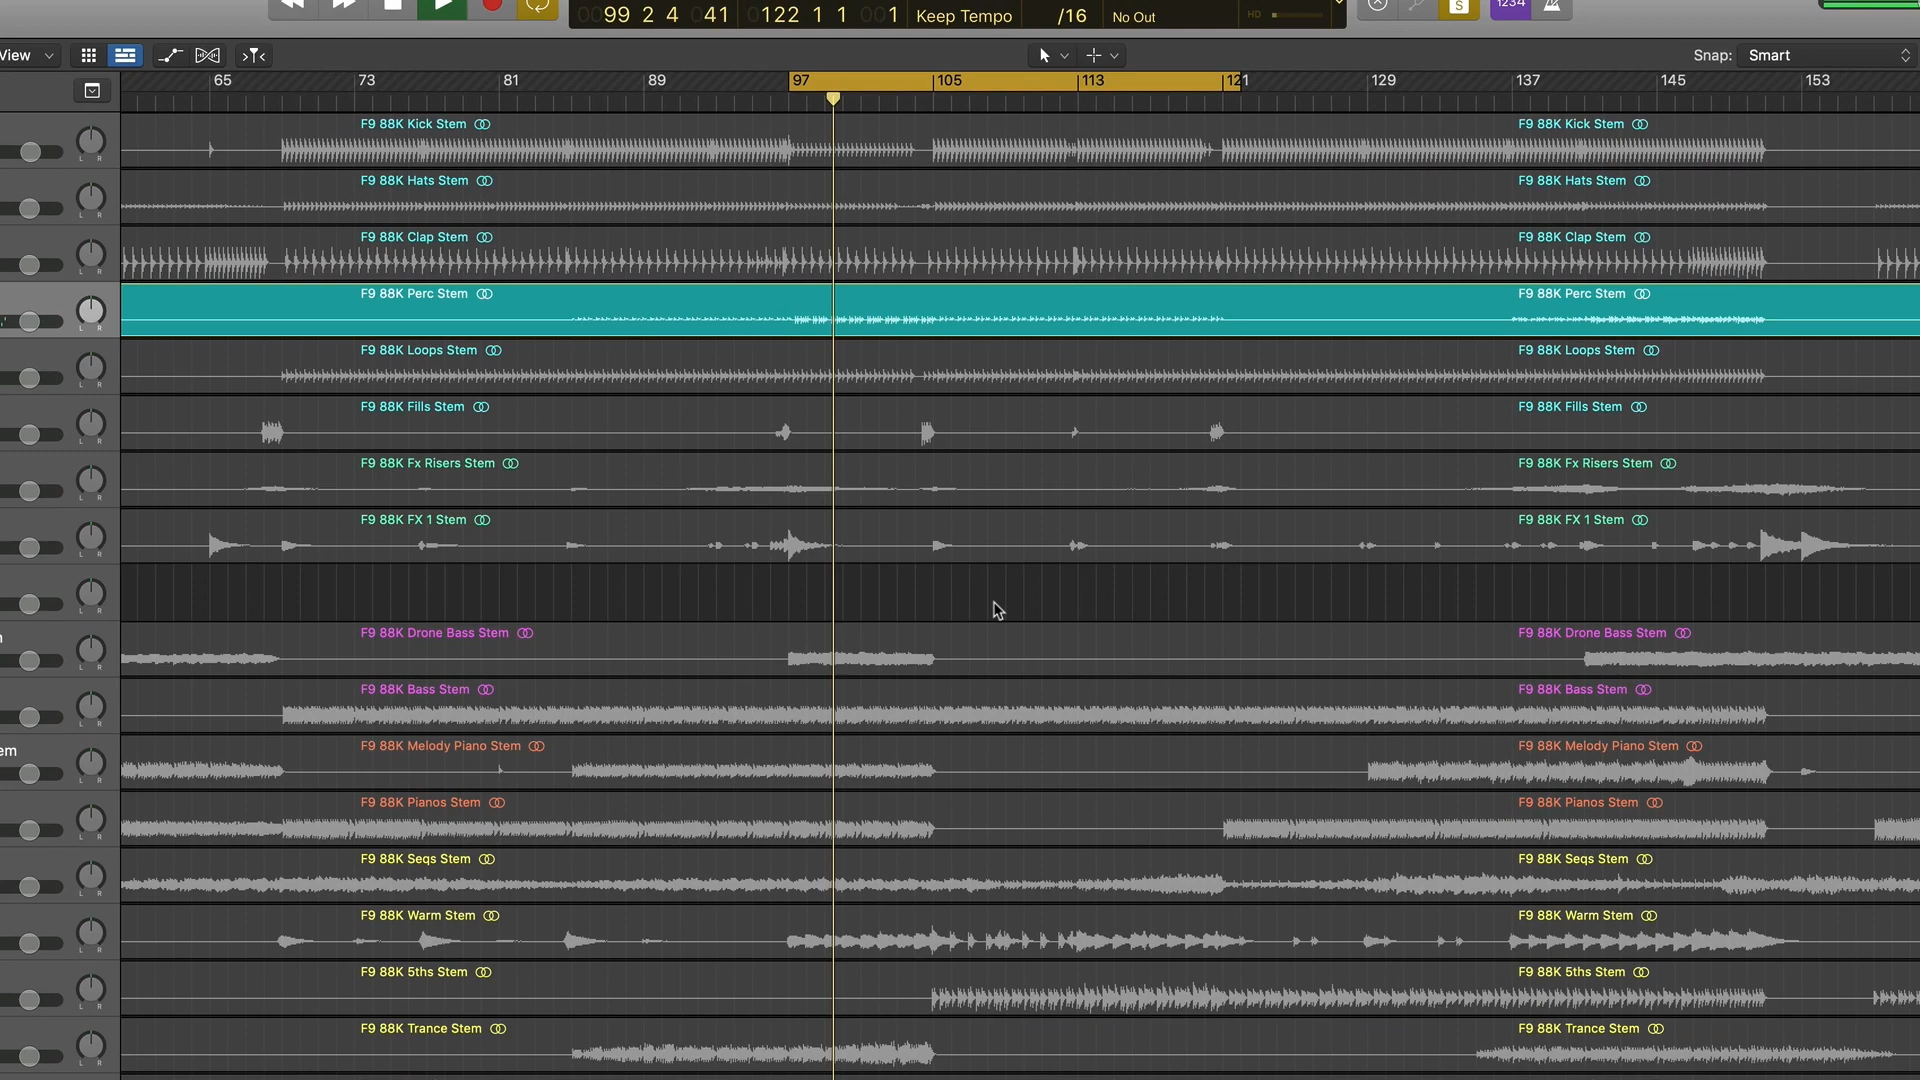 0099 2 4 041 0122 1 1 001 Keep Tempo /16 No Out HD S 1234
View Snap: Smart
65 73 81 89 97 105 113 121 129 137 145 153
F9 88K Kick Stem F9 88K Kick Stem
L R
F9 88K Hats Stem F9 88K Hats Stem
L R
F9 88K Clap Stem F9 88K Clap Stem
L R
F9 88K Perc Stem F9 88K Perc Stem
L R
F9 88K Loops Stem F9 88K Loops Stem
L R
F9 88K Fills Stem F9 88K Fills Stem
L R
F9 88K Fx Risers Stem F9 88K Fx Risers Stem
L R
F9 88K FX 1 Stem F9 88K FX 1 Stem
L R
L R
F9 88K Drone Bass Stem F9 88K Drone Bass Stem
L R
F9 88K Bass Stem F9 88K Bass Stem
L R
em F9 88K Melody Piano Stem F9 88K Melody Piano Stem
L R
F9 88K Pianos Stem F9 88K Pianos Stem
L R
F9 88K Seqs Stem F9 88K Seqs Stem
L R
F9 88K Warm Stem F9 88K Warm Stem
L R
F9 88K 5ths Stem F9 88K 5ths Stem
L R
F9 88K Trance Stem F9 88K Trance Stem
L R